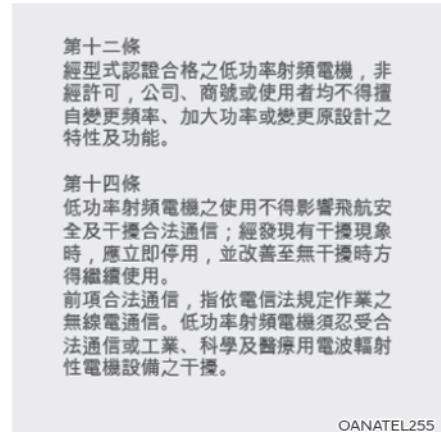 第十二條
經型式認證合格之低功率射頻電機，非
經許可，公司、商號或使用者均不得擅
自變更頻率、加大功率或變更原設計之
特性及功能。
第十四條
低功率射頻電機之使用不得影響飛航安
全及干擾合法通信；經發現有干擾現象
時，應立即停用，並改善至無干擾時方
得繼續使用。
前項合法通信，指依電信法規定作業之
無線電通信。低功率射頻電機須忍受合
法通信或工業、科學及醫療用電波輻射
性電機設備之干擾。
OANATEL255